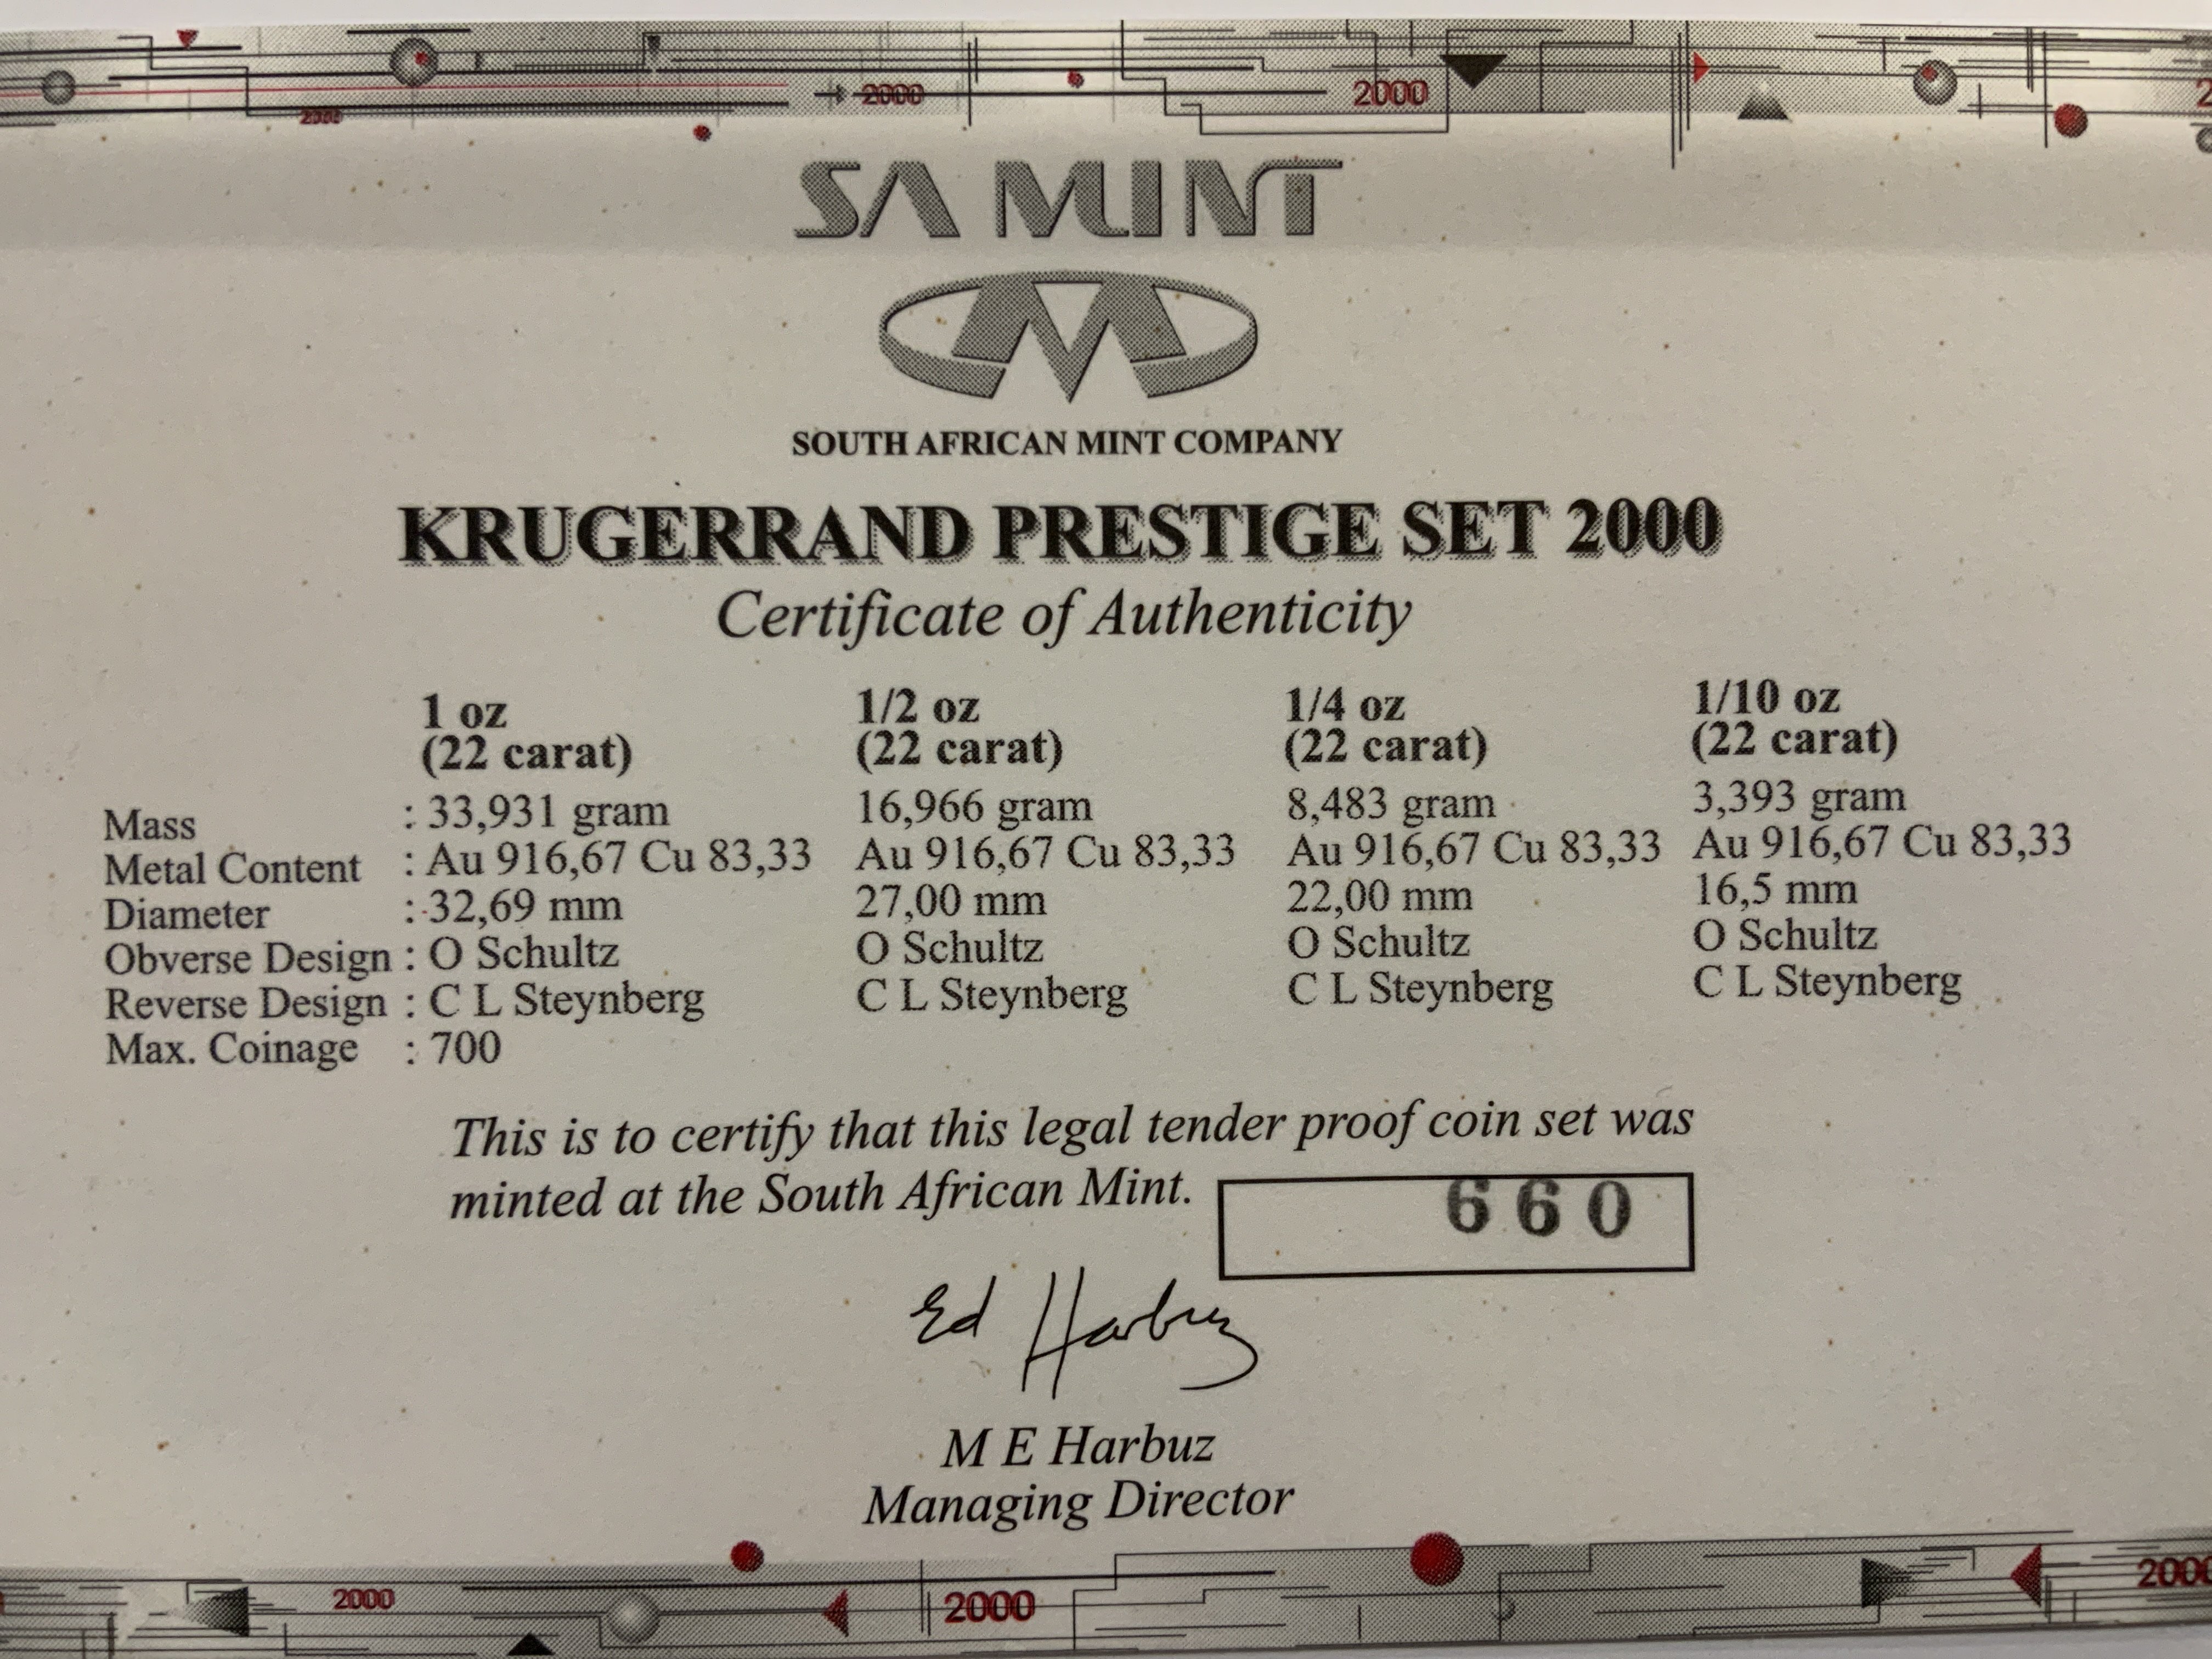 2000 2000 2000
SA MINT
SOUTH AFRICAN MINT COMPANY
KRUGERRAND PRESTIGE SET 2000
Certificate of Authenticity
1 oz 1/2 oz 1/4 oz 1/10 oz
(22 carat) (22 carat) (22 carat) (22 carat)
Mass : 33,931 gram 16,966 gram 8,483 gram 3,393 gram
Metal Content : Au 916,67 Cu 83,33 Au 916,67 Cu 83,33 Au 916,67 Cu 83,33 Au 916,67 Cu 83,33
Diameter : 32,69 mm 27,00 mm 22,00 mm 16,5 mm
Obverse Design : O Schultz O Schultz O Schultz O Schultz
Reverse Design : C L Steynberg C L Steynberg C L Steynberg C L Steynberg
Max. Coinage : 700
This is to certify that this legal tender proof coin set was
minted at the South African Mint. 660
Ed Harbuz
M E Harbuz
Managing Director
2000 2000 2000